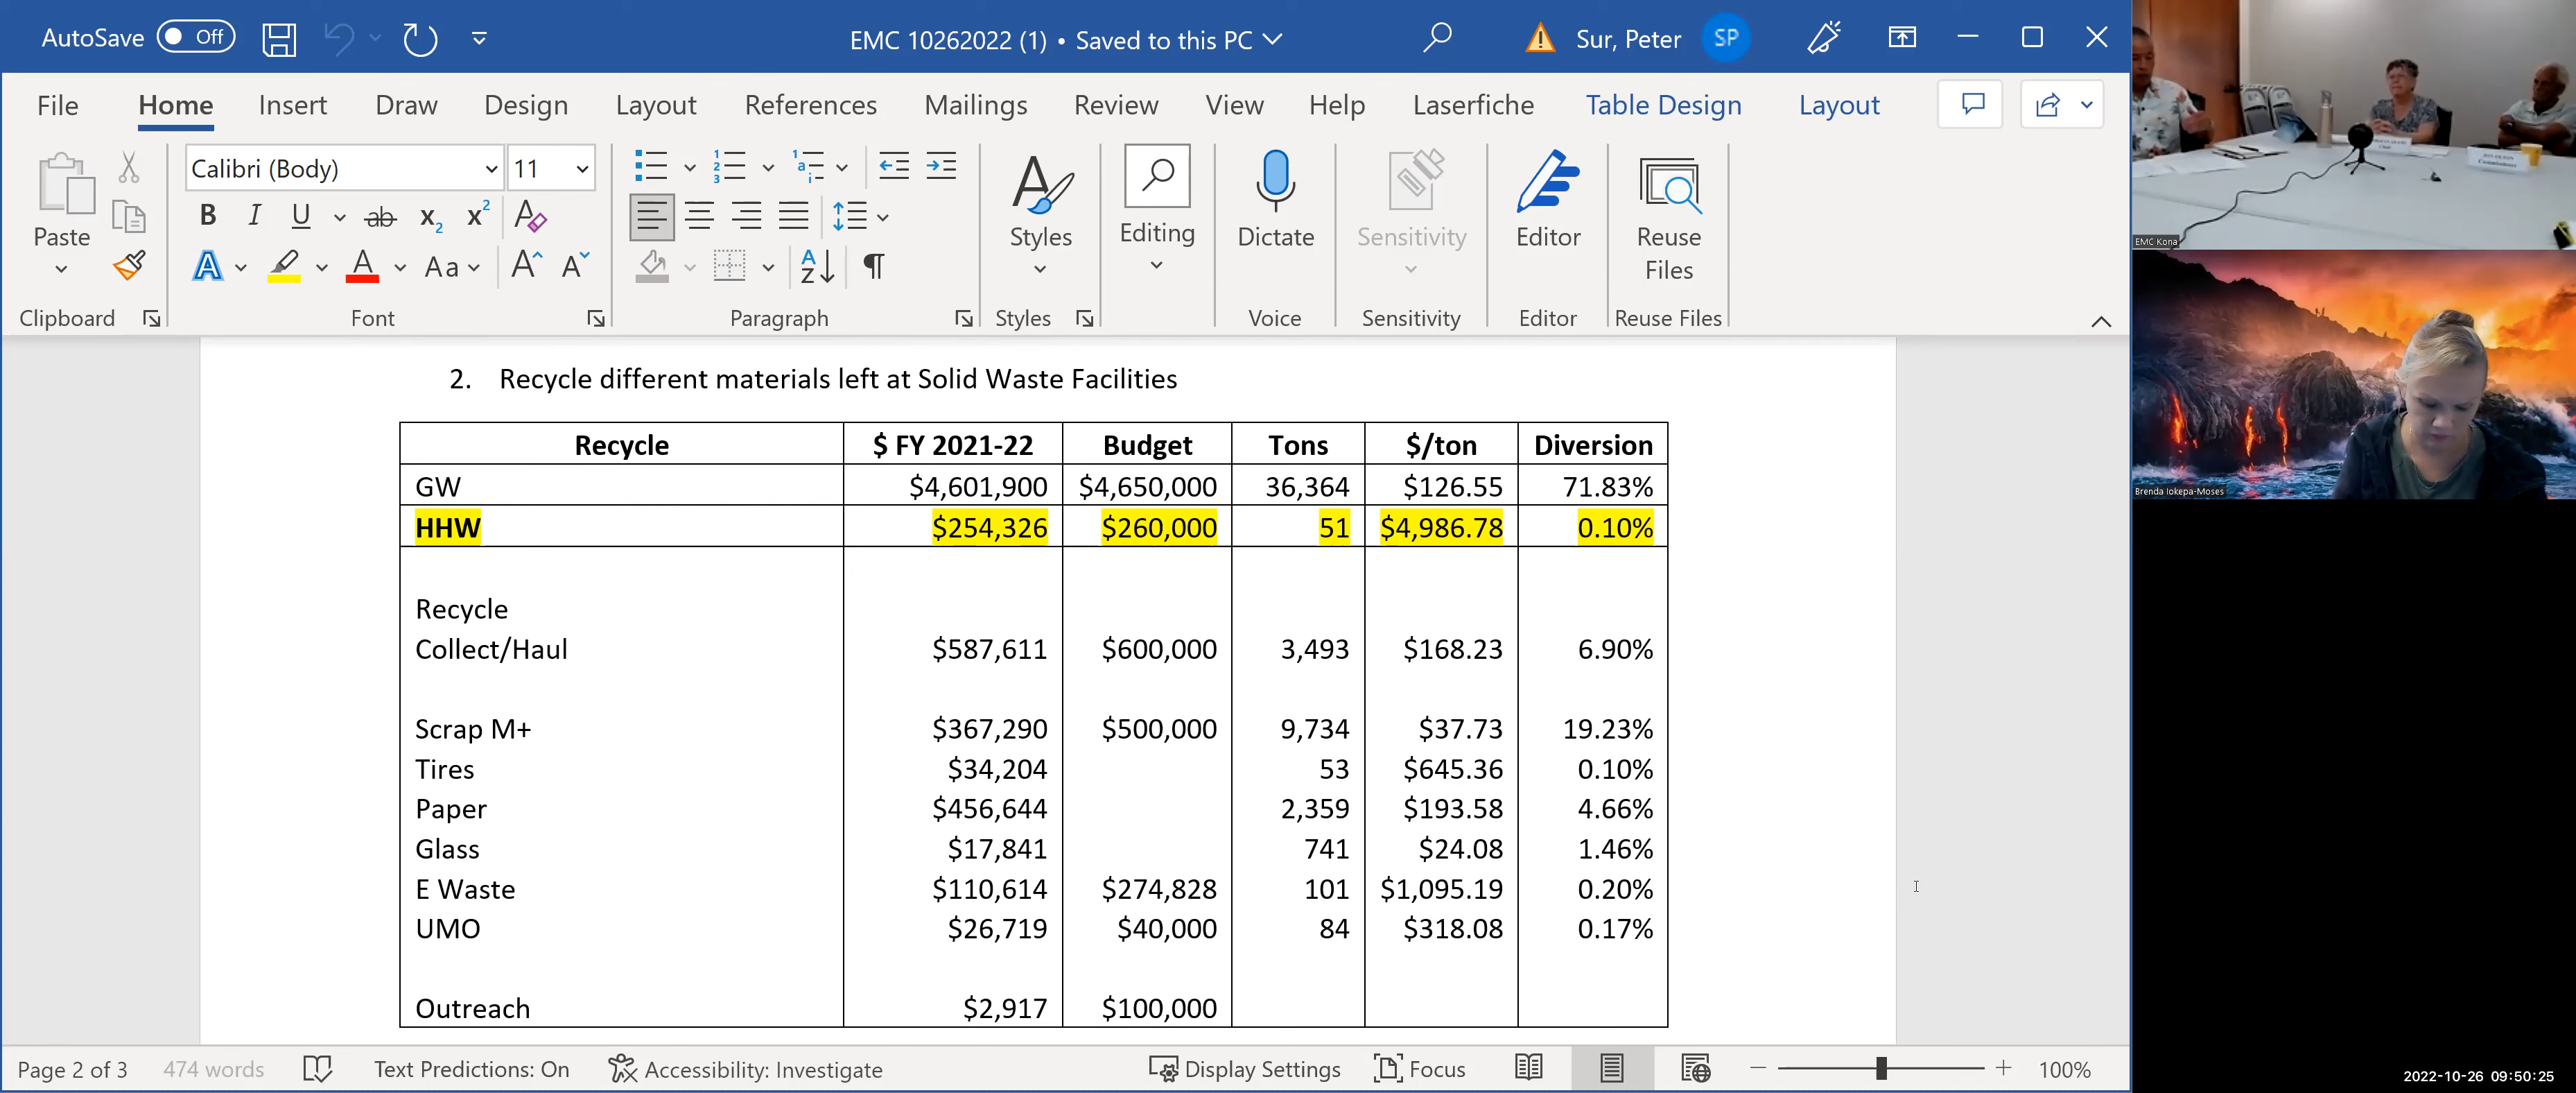 AutoSave Off EMC 10262022 (1) • Saved to this PC Sur, Peter SP
File Home Insert Draw Design Layout References Mailings Review View Help Laserfiche Table Design Layout
Calibri (Body) 11
Paste
Styles Editing Dictate Sensitivity Editor Reuse Files
Clipboard Font Paragraph Styles Voice Sensitivity Editor Reuse Files
2. Recycle different materials left at Solid Waste Facilities
Recycle $ FY 2021-22 Budget Tons $/ton Diversion
GW $4,601,900 $4,650,000 36,364 $126.55 71.83%
HHW $254,326 $260,000 51 $4,986.78 0.10%
Recycle
Collect/Haul $587,611 $600,000 3,493 $168.23 6.90%
Scrap M+ $367,290 $500,000 9,734 $37.73 19.23%
Tires $34,204 53 $645.36 0.10%
Paper $456,644 2,359 $193.58 4.66%
Glass $17,841 741 $24.08 1.46%
E Waste $110,614 $274,828 101 $1,095.19 0.20%
UMO $26,719 $40,000 84 $318.08 0.17%
Outreach $2,917 $100,000
Page 2 of 3 474 words Text Predictions: On Accessibility: Investigate Display Settings Focus 100%
EMC Kona
Brenda Iokepa-Moses
2022-10-26 09:50:25